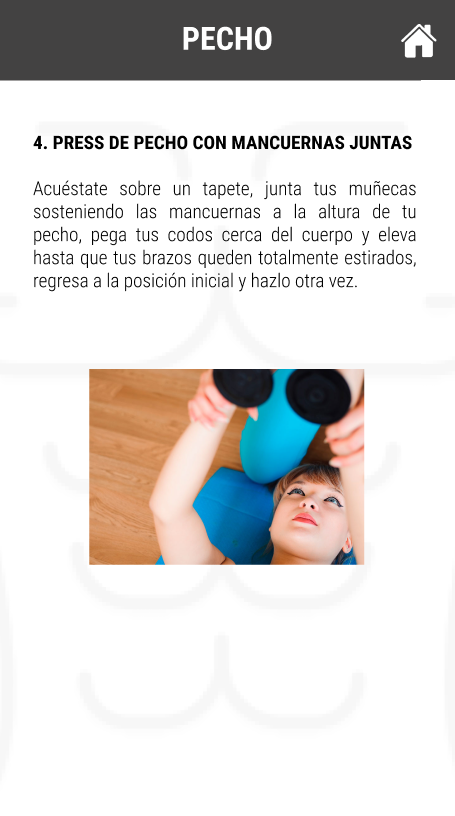 PECHO
4. PRESS DE PECHO CON MANCUERNAS JUNTAS
Acuéstate sobre un tapete, junta tus muñecas
sosteniendo las mancuernas a la altura de tu
pecho, pega tus codos cerca del cuerpo y eleva
hasta que tus brazos queden totalmente estirados,
regresa a la posición inicial y hazlo otra vez.